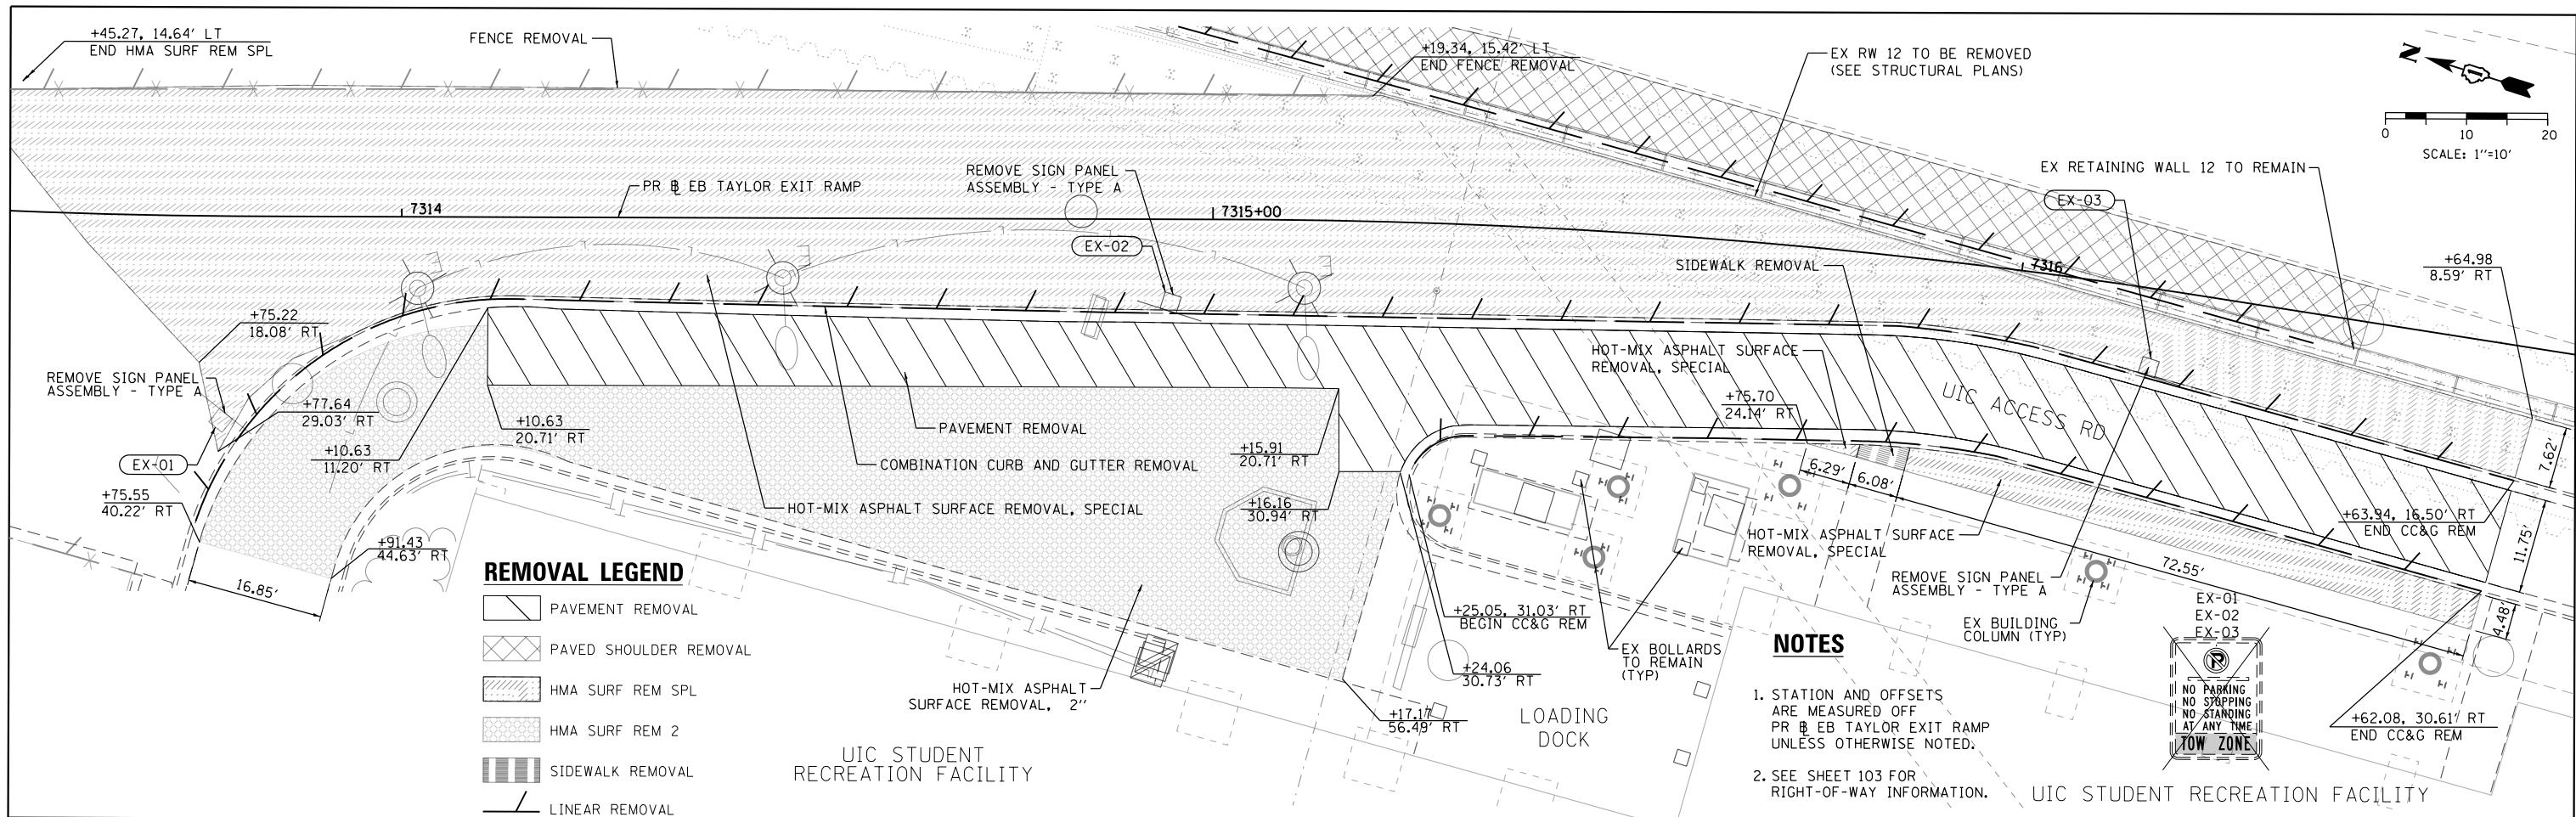 +45.27, 14.64' LT
END HMA SURF REM SPL
FENCE REMOVAL
+19.34, 15.42' LT
END FENCE REMOVAL
EX RW 12 TO BE REMOVED
(SEE STRUCTURAL PLANS)
N
0 10 20
SCALE: 1"=10'
EX RETAINING WALL 12 TO REMAIN
EX-03
REMOVE SIGN PANEL
ASSEMBLY - TYPE A
PR BL EB TAYLOR EXIT RAMP
7314
7315+00
EX-02
7316
SIDEWALK REMOVAL
+64.98
8.59' RT
+75.22
18.08' RT
HOT-MIX ASPHALT SURFACE
REMOVAL, SPECIAL
REMOVE SIGN PANEL
ASSEMBLY - TYPE A
+77.64
29.03' RT
+10.63
20.71' RT
+75.70
24.14' RT
UIC ACCESS RD
PAVEMENT REMOVAL
+10.63
11.20' RT
+15.91
20.71' RT
EX-01
COMBINATION CURB AND GUTTER REMOVAL
7.62'
6.29'
6.08'
+75.55
40.22' RT
HOT-MIX ASPHALT SURFACE REMOVAL, SPECIAL
+16.16
30.94' RT
+63.94, 16.50' RT
END CC&G REM
11.75'
+91.43
44.63' RT
HOT-MIX ASPHALT SURFACE
REMOVAL, SPECIAL
72.55'
16.85'
REMOVAL LEGEND
PAVEMENT REMOVAL
PAVED SHOULDER REMOVAL
HMA SURF REM SPL
HMA SURF REM 2
SIDEWALK REMOVAL
LINEAR REMOVAL
REMOVE SIGN PANEL
ASSEMBLY - TYPE A
+25.05, 31.03' RT
BEGIN CC&G REM
EX-01
EX-02
EX-03
EX BUILDING
COLUMN (TYP)
4.48'
EX BOLLARDS
TO REMAIN
(TYP)
+24.06
30.73' RT
HOT-MIX ASPHALT
SURFACE REMOVAL, 2"
+17.17
56.49' RT
LOADING
DOCK
NOTES
1. STATION AND OFFSETS
ARE MEASURED OFF
PR BL EB TAYLOR EXIT RAMP
UNLESS OTHERWISE NOTED.
2. SEE SHEET 103 FOR
RIGHT-OF-WAY INFORMATION.
P
NO PARKING
NO STOPPING
NO STANDING
AT ANY TIME
TOW ZONE
+62.08, 30.61' RT
END CC&G REM
UIC STUDENT
RECREATION FACILITY
UIC STUDENT RECREATION FACILITY